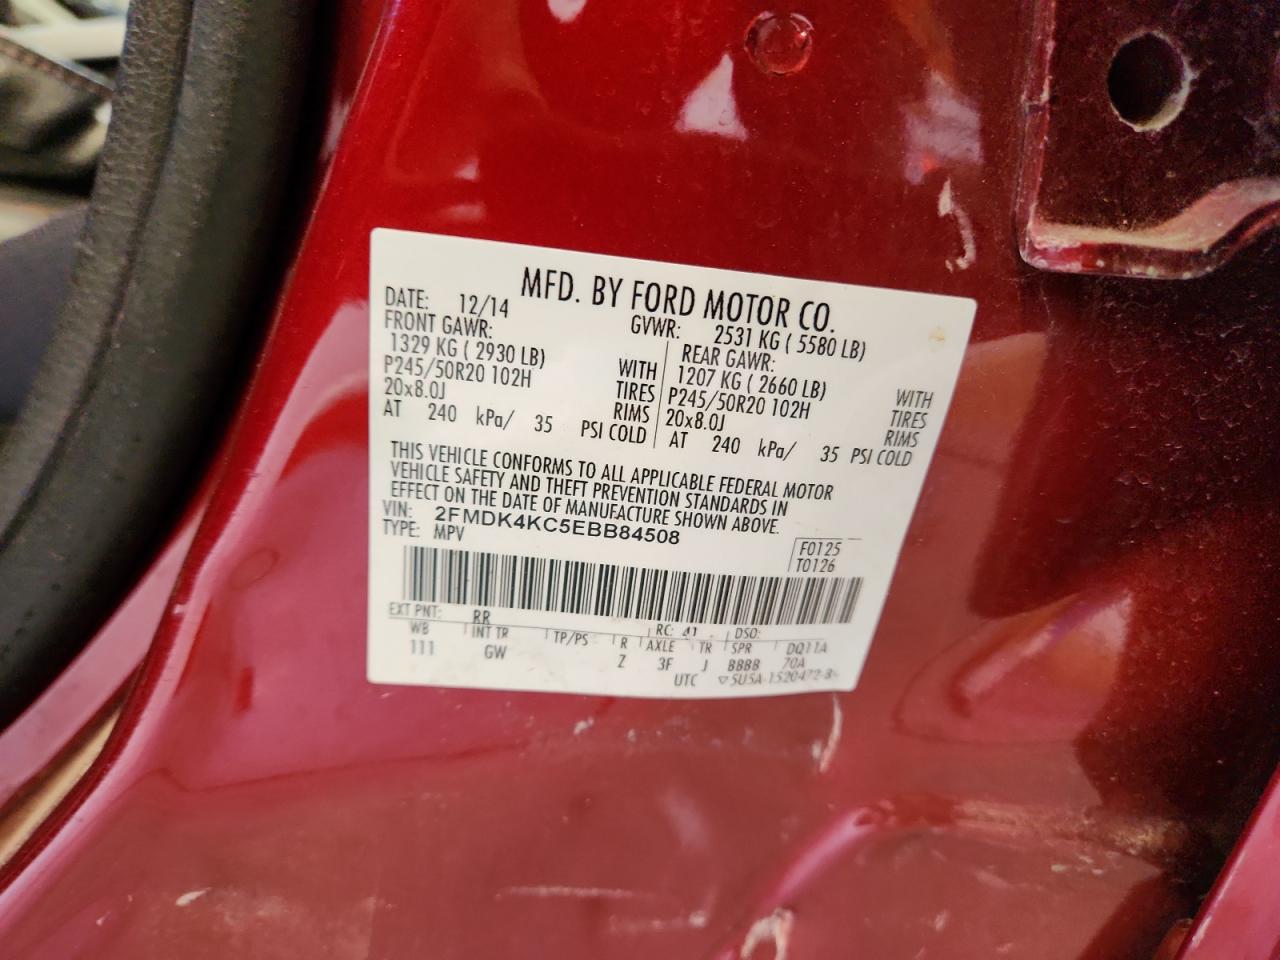 MFD. BY FORD MOTOR CO.
DATE: 12/14 GVWR: 2531 KG ( 5580 LB)
FRONT GAWR: REAR GAWR:
1329 KG ( 2930 LB) WITH 1207 KG ( 2660 LB) WITH
P245/50R20 102H TIRES P245/50R20 102H TIRES
20x8.0J RIMS 20x8.0J RIMS
AT 240 kPa/ 35 PSI COLD AT 240 kPa/ 35 PSI COLD
THIS VEHICLE CONFORMS TO ALL APPLICABLE FEDERAL MOTOR
VEHICLE SAFETY AND THEFT PREVENTION STANDARDS IN
EFFECT ON THE DATE OF MANUFACTURE SHOWN ABOVE.
VIN: 2FMDK4KC5EBB84508
TYPE: MPV
F0125
T0126
EXT PNT: RR RC: 41 DSO:
WB INT TR TP/PS R AXLE TR SPR DQ11A
111 GW Z 3F J BBBB 70A
UTC ▽5U5A-1520472-B